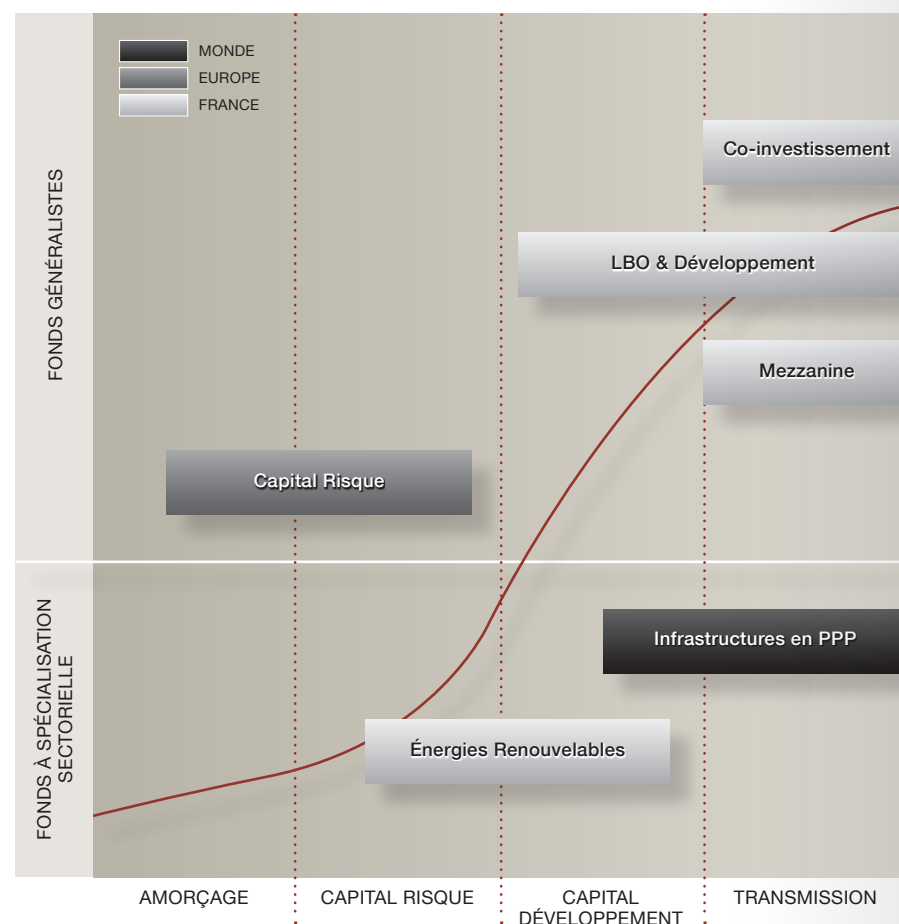 MONDE
EUROPE
FRANCE
FONDS GÉNÉRALISTES
Co-investissement
LBO & Développement
Mezzanine
Capital Risque
FONDS À SPÉCIALISATION
SECTORIELLE
Infrastructures en PPP
Énergies Renouvelables
AMORÇAGE
CAPITAL RISQUE
CAPITAL
DÉVELOPPEMENT
TRANSMISSION